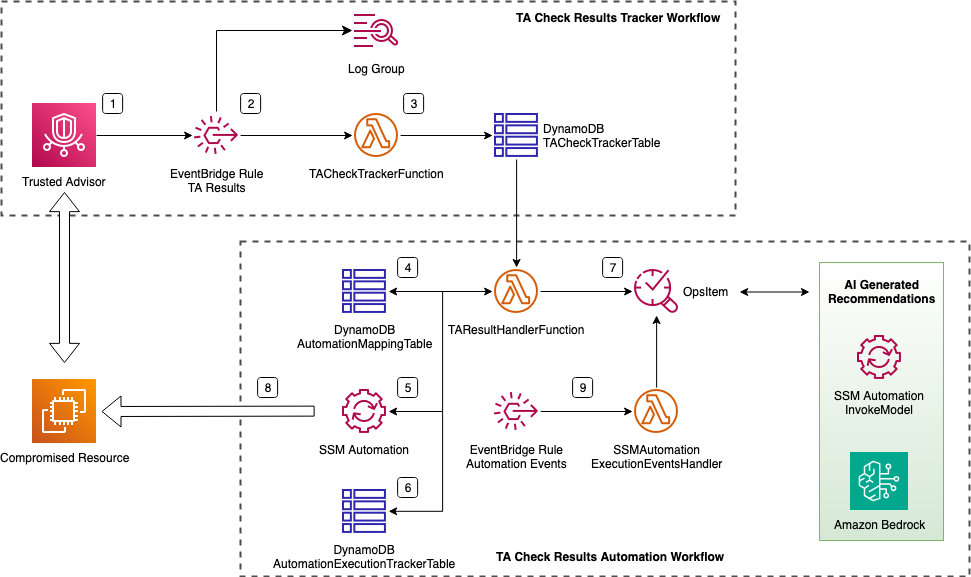 TA Check Results Tracker Workflow
Log Group
1
2
3
Trusted Advisor
EventBridge Rule
TA Results
TACheckTrackerFunction
DynamoDB
TACheckTrackerTable
4
DynamoDB
AutomationMappingTable
TAResultHandlerFunction
7
OpsItem
AI Generated
Recommendations
SSM Automation
InvokeModel
Amazon Bedrock
8
Compromised Resource
5
SSM Automation
9
EventBridge Rule
Automation Events
SSMAutomation
ExecutionEventsHandler
6
DynamoDB
AutomationExecutionTrackerTable
TA Check Results Automation Workflow